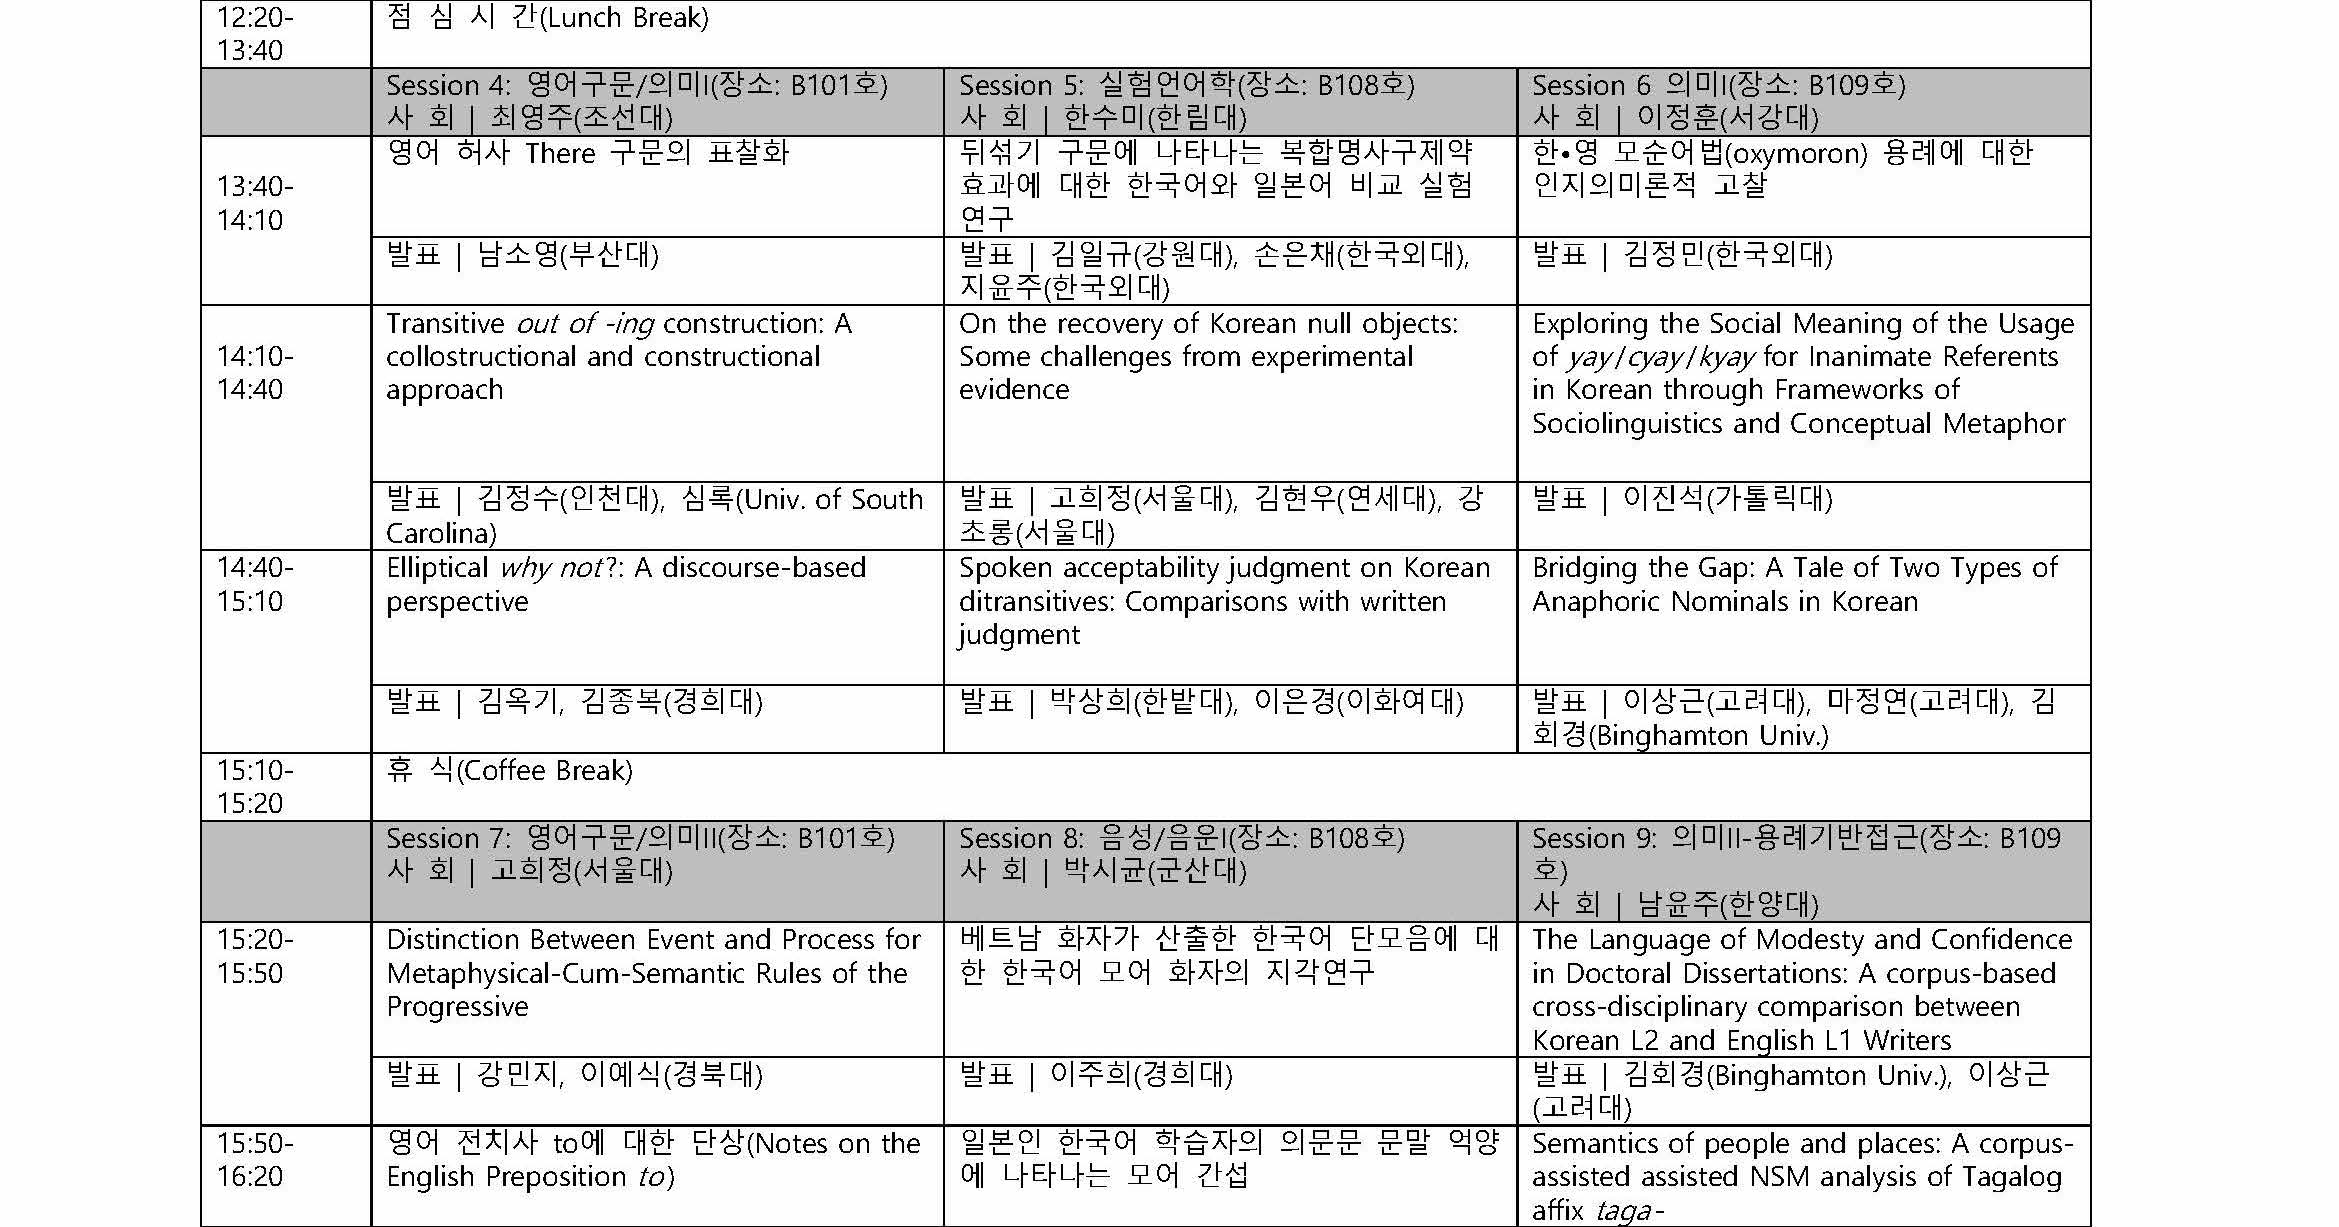 12:20-
13:40
점 심 시 간(Lunch Break)
Session 4: 영어구문/의미I(장소: B101호)
사 회 | 최영주(조선대)
Session 5: 실험언어학(장소: B108호)
사 회 | 한수미(한림대)
Session 6 의미I(장소: B109호)
사 회 | 이정훈(서강대)
13:40-
14:10
영어 허사 There 구문의 표찰화
뒤섞기 구문에 나타나는 복합명사구제약
효과에 대한 한국어와 일본어 비교 실험
연구
한•영 모순어법(oxymoron) 용례에 대한
인지의미론적 고찰
발표 | 남소영(부산대)
발표 | 김일규(강원대), 손은채(한국외대),
지윤주(한국외대)
발표 | 김정민(한국외대)
14:10-
14:40
Transitive out of -ing construction: A
collostructional and constructional
approach
On the recovery of Korean null objects:
Some challenges from experimental
evidence
Exploring the Social Meaning of the Usage
of yay/cyay/kyay for Inanimate Referents
in Korean through Frameworks of
Sociolinguistics and Conceptual Metaphor
발표 | 김정수(인천대), 심록(Univ. of South
Carolina)
발표 | 고희정(서울대), 김현우(연세대), 강
초롱(서울대)
발표 | 이진석(가톨릭대)
14:40-
15:10
Elliptical why not?: A discourse-based
perspective
Spoken acceptability judgment on Korean
ditransitives: Comparisons with written
judgment
Bridging the Gap: A Tale of Two Types of
Anaphoric Nominals in Korean
발표 | 김옥기, 김종복(경희대)
발표 | 박상희(한밭대), 이은경(이화여대)
발표 | 이상근(고려대), 마정연(고려대), 김
회경(Binghamton Univ.)
15:10-
15:20
휴 식(Coffee Break)
Session 7: 영어구문/의미II(장소: B101호)
사 회 | 고희정(서울대)
Session 8: 음성/음운I(장소: B108호)
사 회 | 박시균(군산대)
Session 9: 의미II-용례기반접근(장소: B109
호)
사 회 | 남윤주(한양대)
15:20-
15:50
Distinction Between Event and Process for
Metaphysical-Cum-Semantic Rules of the
Progressive
베트남 화자가 산출한 한국어 단모음에 대
한 한국어 모어 화자의 지각연구
The Language of Modesty and Confidence
in Doctoral Dissertations: A corpus-based
cross-disciplinary comparison between
Korean L2 and English L1 Writers
발표 | 강민지, 이예식(경북대)
발표 | 이주희(경희대)
발표 | 김회경(Binghamton Univ.), 이상근
(고려대)
15:50-
16:20
영어 전치사 to에 대한 단상(Notes on the
English Preposition to)
일본인 한국어 학습자의 의문문 문말 억양
에 나타나는 모어 간섭
Semantics of people and places: A corpus-
assisted assisted NSM analysis of Tagalog
affix taga-